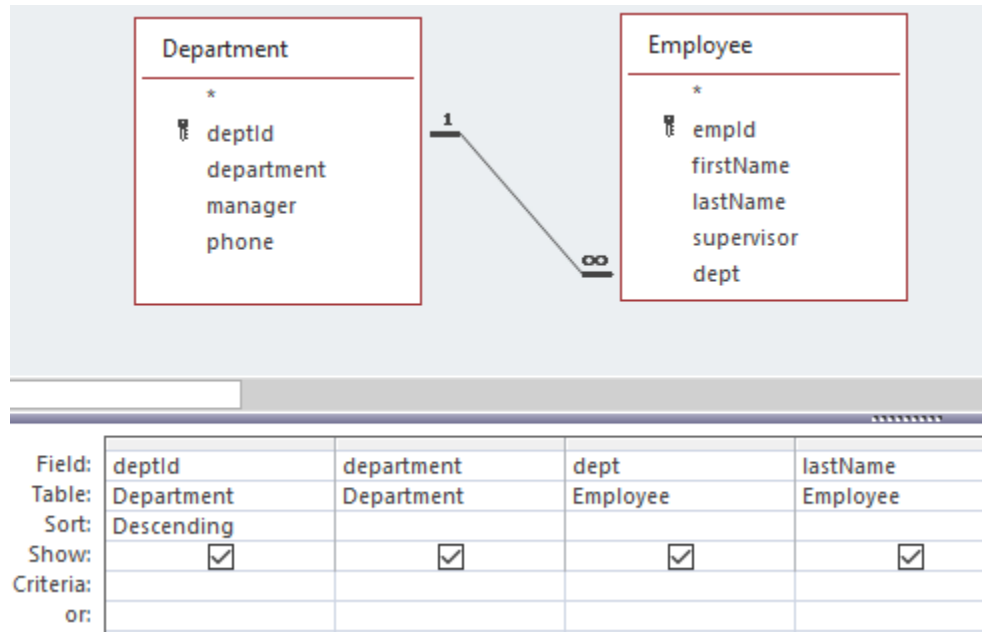 Department
*
deptId
department
manager
phone
1
∞
Employee
*
empId
firstName
lastName
supervisor
dept
Field: deptId department dept lastName
Table: Department Department Employee Employee
Sort: Descending
Show:
Criteria:
or: